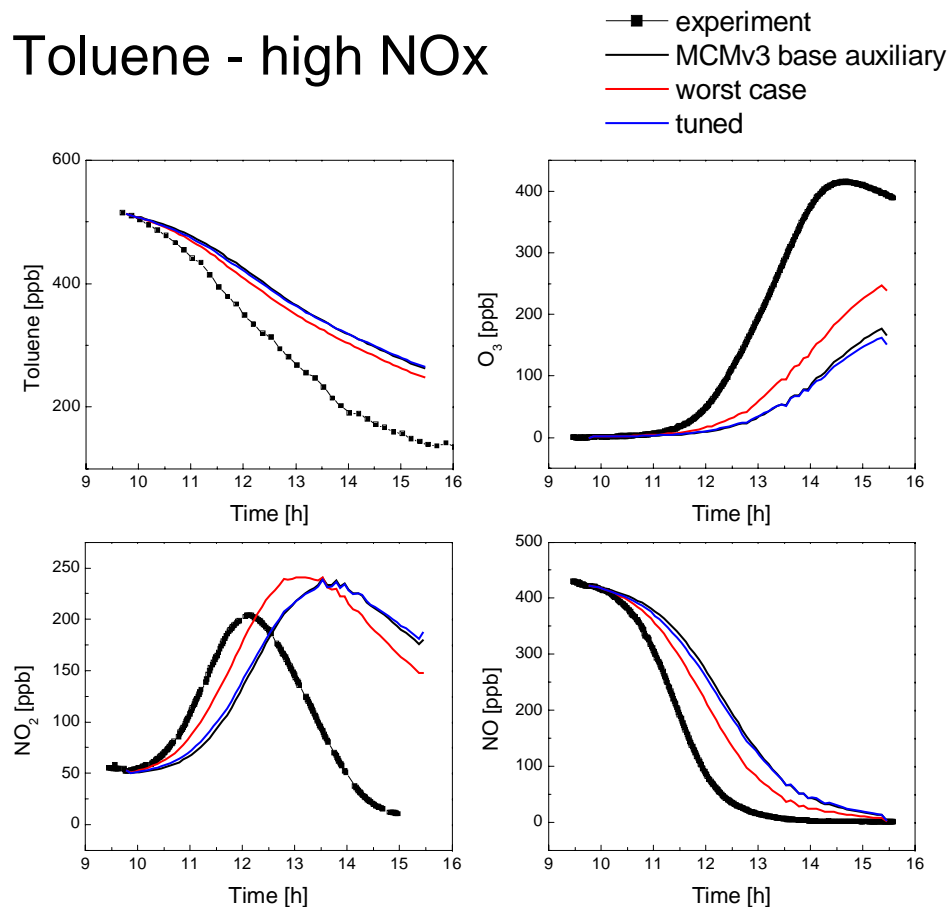 Toluene - high NOx
experiment
MCMv3 base auxiliary
worst case
tuned
600
400
200
Toluene [ppb]
9 10 11 12 13 14 15 16
Time [h]
400
300
200
100
0
O3 [ppb]
9 10 11 12 13 14 15 16
Time [h]
250
200
150
100
50
0
NO2 [ppb]
9 10 11 12 13 14 15 16
Time [h]
500
400
300
200
100
0
NO [ppb]
9 10 11 12 13 14 15 16
Time [h]